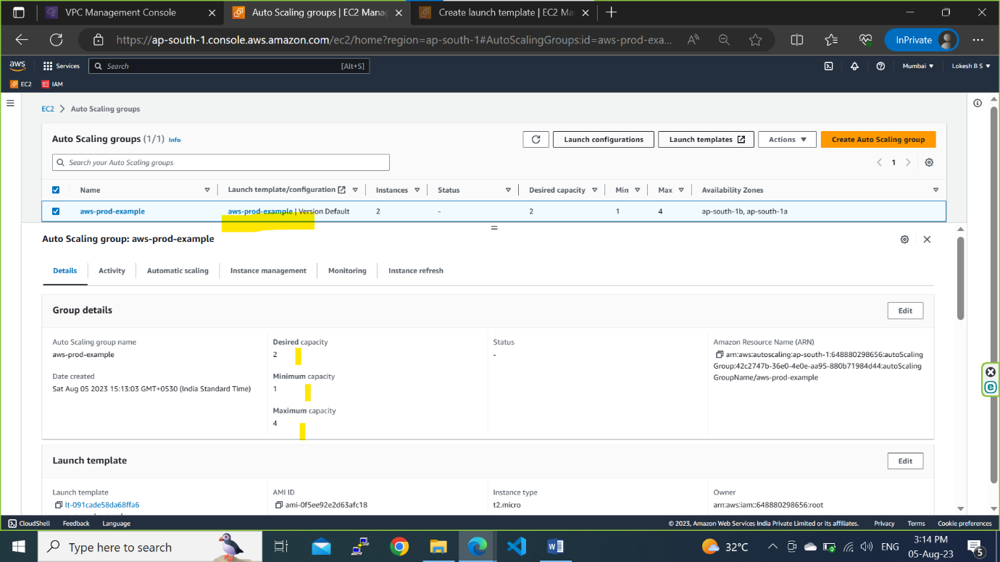 VPC Management Console
Auto Scaling groups | EC2 Mana
Create launch template | EC2 Ma
https://ap-south-1.console.aws.amazon.com/ec2/home?region=ap-south-1#AutoScalingGroups:id=aws-prod-exa...
InPrivate
aws
Services
Search
[Alt+S]
Mumbai
Lokesh B S
EC2
IAM
EC2
Auto Scaling groups
Auto Scaling groups (1/1) Info
Launch configurations
Launch templates
Actions
Create Auto Scaling group
Search your Auto Scaling groups
1
Name
Launch template/configuration
Instances
Status
Desired capacity
Min
Max
Availability Zones
aws-prod-example
aws-prod-example | Version Default
2
-
2
1
4
ap-south-1b, ap-south-1a
Auto Scaling group: aws-prod-example
Details
Activity
Automatic scaling
Instance management
Monitoring
Instance refresh
Group details
Edit
Auto Scaling group name
aws-prod-example
Date created
Sat Aug 05 2023 15:13:03 GMT+0530 (India Standard Time)
Desired capacity
2
Minimum capacity
1
Maximum capacity
4
Status
-
Amazon Resource Name (ARN)
arn:aws:autoscaling:ap-south-1:648880298656:autoScaling
Group:42c2747b-36e0-4e0e-aa95-880b71984d44:autoScaling
GroupName/aws-prod-example
Launch template
Edit
Launch template
lt-091cade58da68ffa6
AMI ID
ami-0f5ee92e2d63afc18
Instance type
t2.micro
Owner
arn:aws:iam::648880298656:root
CloudShell
Feedback
Language
© 2023, Amazon Web Services India Private Limited or its affiliates.
Privacy
Terms
Cookie preferences
Type here to search
32°C
ENG
3:14 PM
05-Aug-23
5